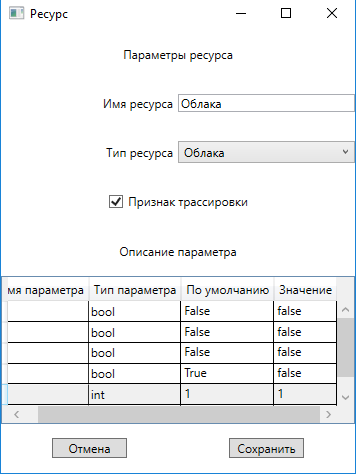 Ресурс
Параметры ресурса
Имя ресурса Облака
Тип ресурса Облака
Признак трассировки
Описание параметра
мя параметра Тип параметра По умолчанию Значение
bool False false
bool False false
bool False false
bool True false
int 1 1
Отмена Сохранить